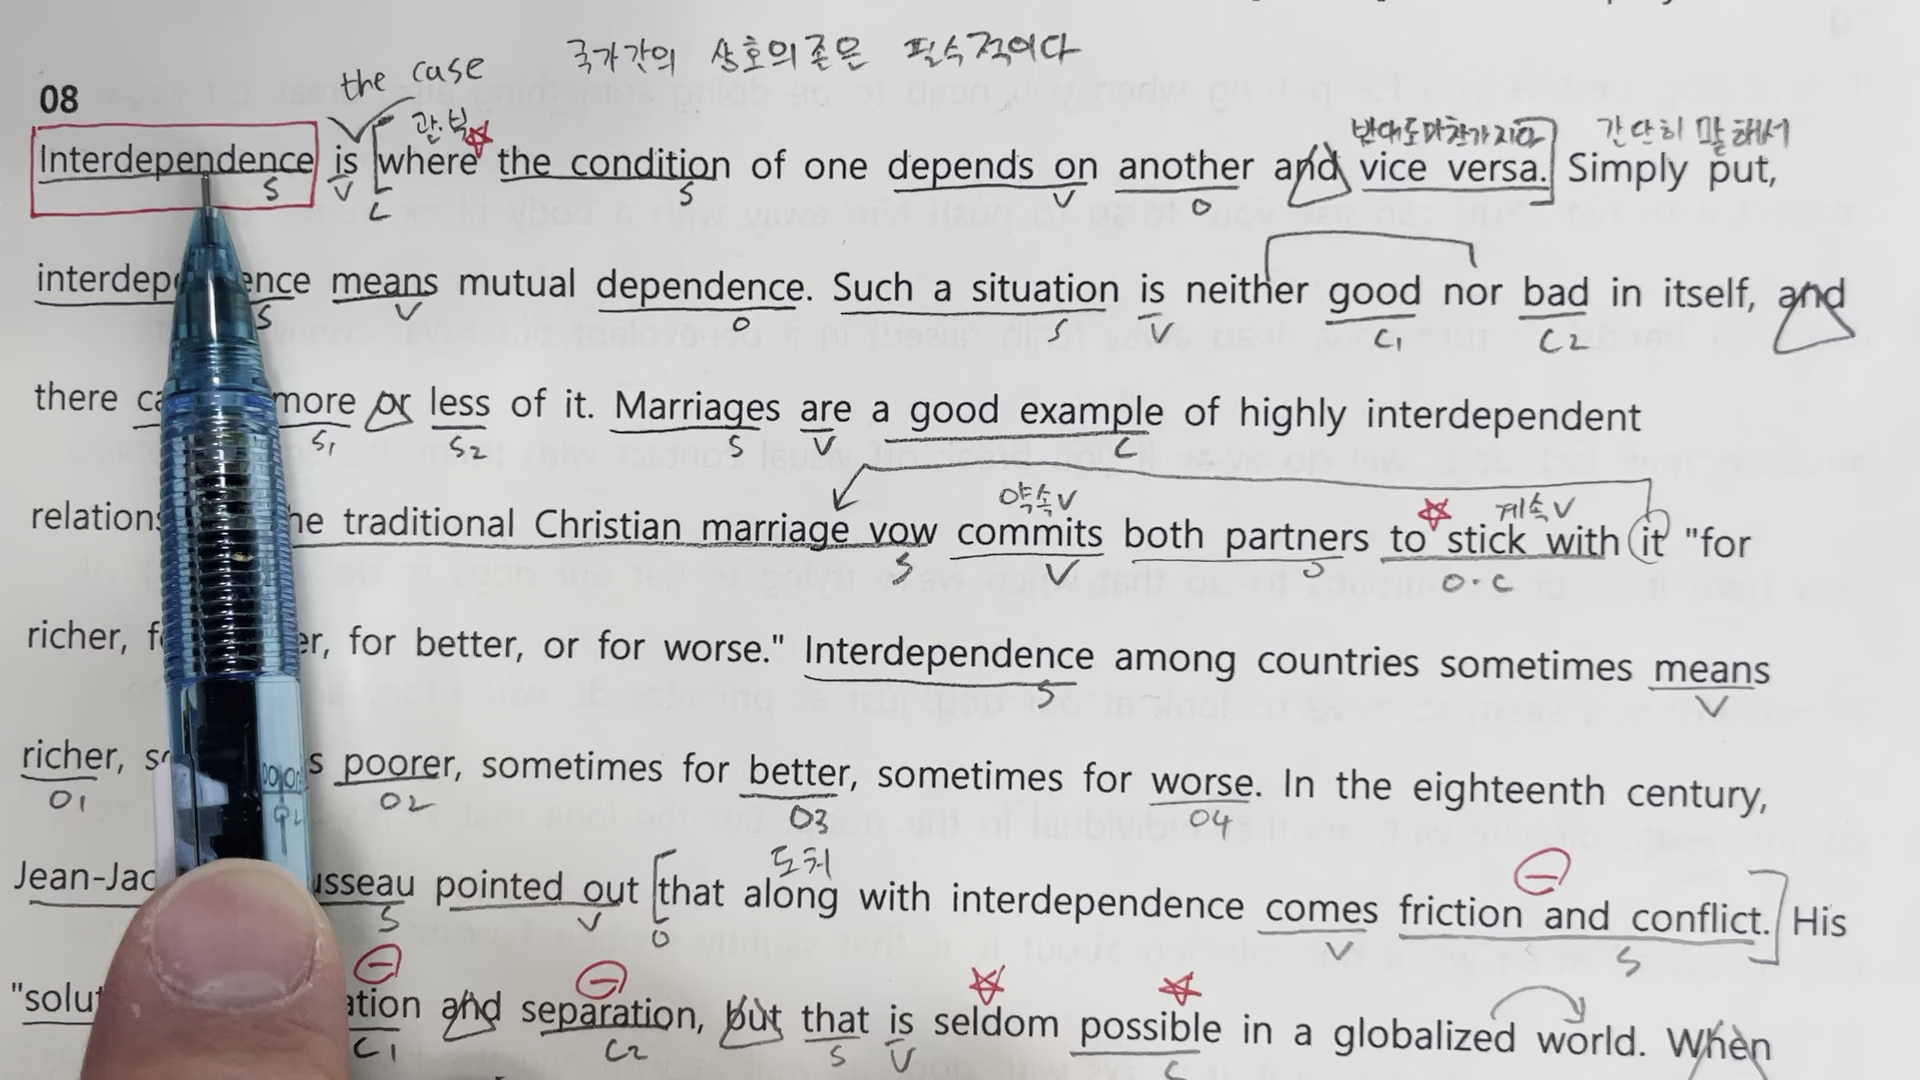 the case 국가간의 상호의존은 필수적이다
08
관.부 반대도 마찬가지다 간단히 말해서
Interdependence is where the condition of one depends on another and vice versa. Simply put,
S V C S V O
interdep ence means mutual dependence. Such a situation is neither good nor bad in itself, and
S V O S V C1 C2
there ca more or less of it. Marriages are a good example of highly interdependent
S1 S2 S V C
약속V 계속V
relations he traditional Christian marriage vow commits both partners to stick with it "for
S V O O.C
richer, f er, for better, or for worse." Interdependence among countries sometimes means
S V
richer, so s poorer, sometimes for better, sometimes for worse. In the eighteenth century,
O1 O2 O3 O4
도치
Jean-Jac usseau pointed out that along with interdependence comes friction and conflict. His
S V O V S
"solut ation and separation, but that is seldom possible in a globalized world. When
C1 C2 S V C